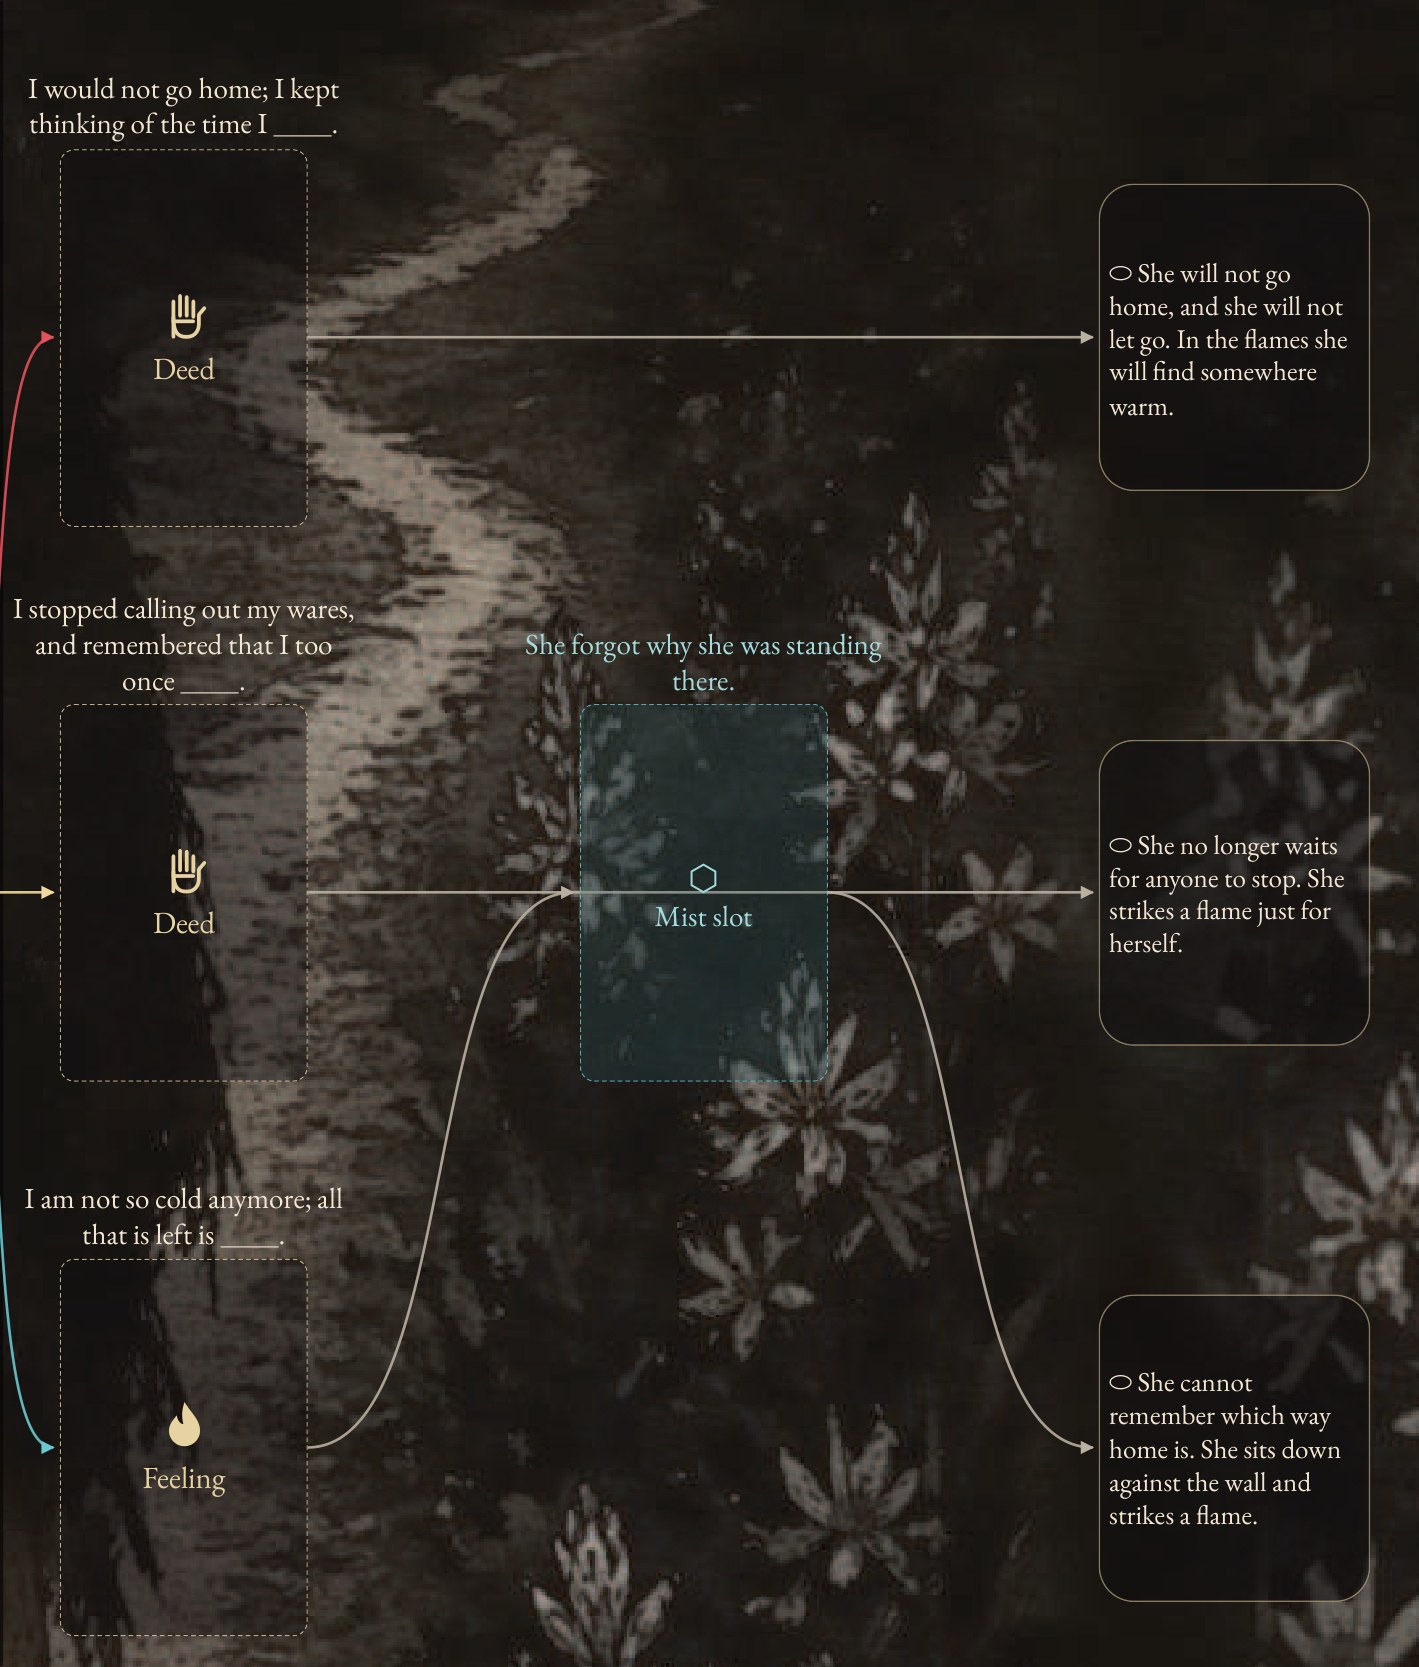 I would not go home; I kept
thinking of the time I _____.
Deed
She will not go
home, and she will not
let go. In the flames she
will find somewhere
warm.
I stopped calling out my wares,
and remembered that I too
once _____.
Deed
She forgot why she was standing
there.
Mist slot
She no longer waits
for anyone to stop. She
strikes a flame just for
herself.
I am not so cold anymore; all
that is left is _____.
Feeling
She cannot
remember which way
home is. She sits down
against the wall and
strikes a flame.